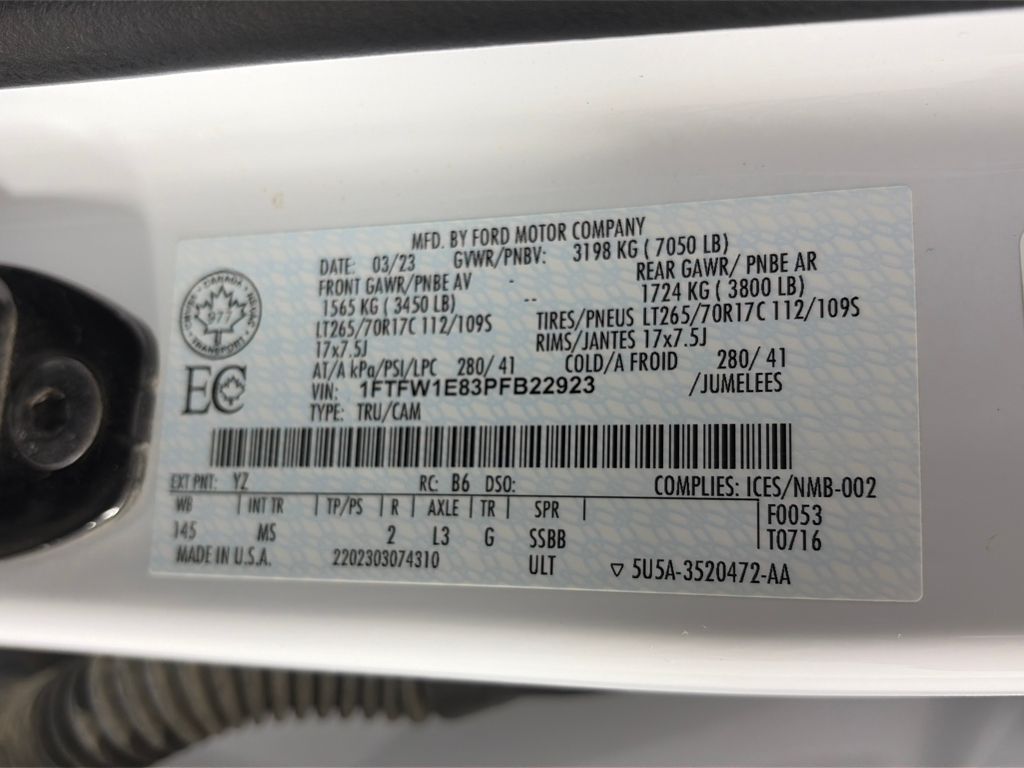 MFD. BY FORD MOTOR COMPANY
DATE: 03/23 GVWR/PNBV: 3198 KG ( 7050 LB)
FRONT GAWR/PNBE AV REAR GAWR/ PNBE AR
1565 KG ( 3450 LB) -- 1724 KG ( 3800 LB)
LT265/70R17C 112/109S TIRES/PNEUS LT265/70R17C 112/109S
17x7.5J RIMS/JANTES 17x7.5J
AT/A kPa/PSI/LPC 280/ 41 COLD/A FROID 280/ 41
VIN: 1FTFW1E83PFB22923 /JUMELEES
TYPE: TRU/CAM
CANADA
TRANSPORT
977
EC
EXT PNT: YZ RC: B6 DSO: COMPLIES: ICES/NMB-002
WB | INT TR | TP/PS | R | AXLE | TR | SPR | F0053
145 MS 2 L3 G SSBB T0716
MADE IN U.S.A. 2202303074310 ULT ▽ 5U5A-3520472-AA